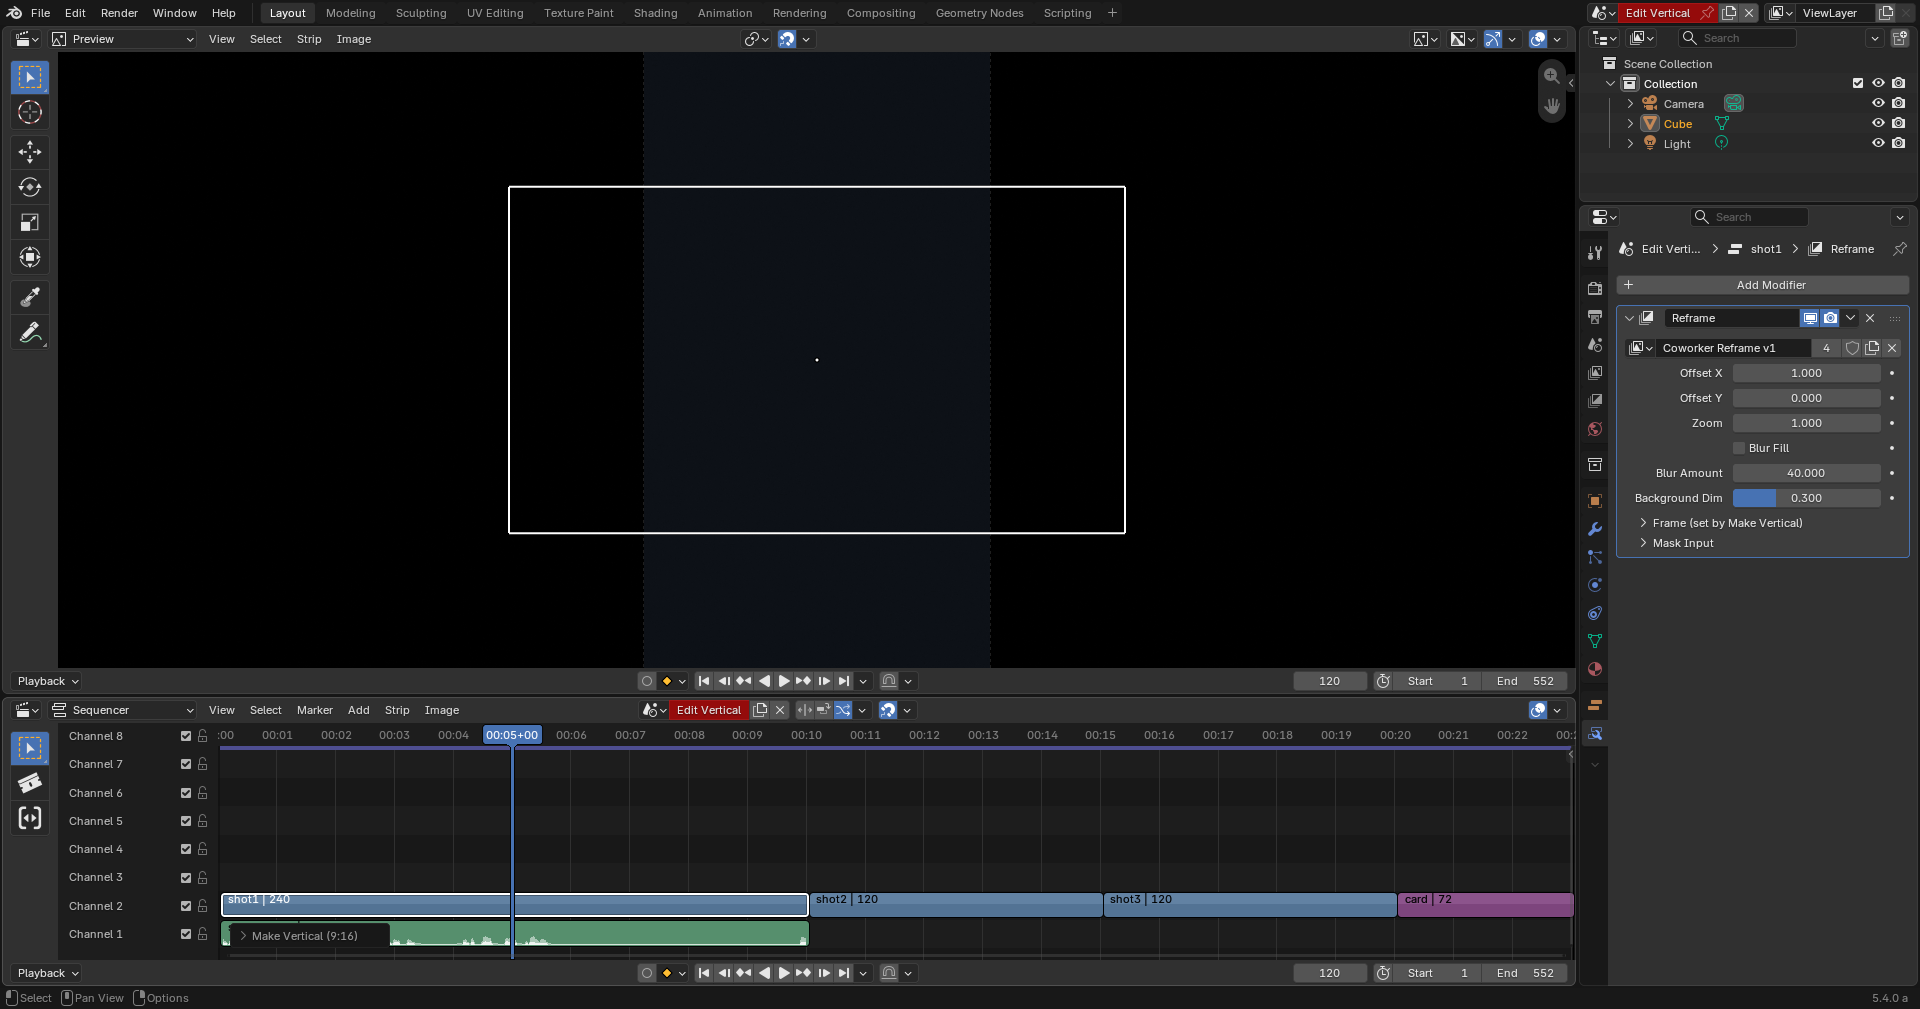 File Edit Render Window Help Layout Modeling Sculpting UV Editing Texture Paint Shading Animation Rendering Compositing Geometry Nodes Scripting + Edit Vertical ViewLayer
Preview View Select Strip Image
Search
Scene Collection
Collection
Camera
Cube
Light
Search
Edit Verti... shot1 Reframe
Add Modifier
Reframe
Coworker Reframe v1 4
Offset X 1.000
Offset Y 0.000
Zoom 1.000
Blur Fill
Blur Amount 40.000
Background Dim 0.300
Frame (set by Make Vertical)
Mask Input
Playback 120 Start 1 End 552
Sequencer View Select Marker Add Strip Image Edit Vertical
:00 00:01 00:02 00:03 00:04 00:05+00 00:06 00:07 00:08 00:09 00:10 00:11 00:12 00:13 00:14 00:15 00:16 00:17 00:18 00:19 00:20 00:21 00:22
Channel 8
Channel 7
Channel 6
Channel 5
Channel 4
Channel 3
Channel 2
shot1 | 240 shot2 | 120 shot3 | 120 card | 72
Channel 1
Make Vertical (9:16)
Playback 120 Start 1 End 552
Select Pan View Options 5.4.0 a